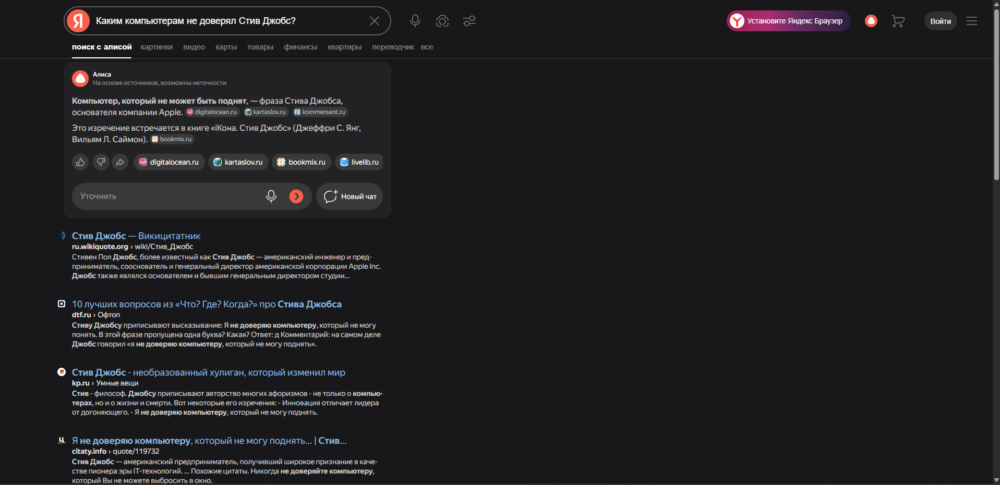 Я Каким компьютерам не доверял Стив Джобс?
Установите Яндекс Браузер
Войти
поиск с алисой картинки видео карты товары финансы квартиры переводчик все
Алиса
На основе источников, возможны неточности
Компьютер, который не может быть поднят, — фраза Стива Джобса,
основателя компании Apple. digitalocean.ru kartaslov.ru kommersant.ru
Это изречение встречается в книге «iКона. Стив Джобс» (Джеффри С. Янг,
Вильям Л. Саймон). bookmix.ru
digitalocean.ru kartaslov.ru bookmix.ru livelib.ru
Уточнить
Новый чат
Стив Джобс — Викицитатник
ru.wikiquote.org › wiki/Стив_Джобс
Стивен Пол Джобс, более известный как Стив Джобс — американский инженер и пред-
приниматель, сооснователь и генеральный директор американской корпорации Apple Inc.
Джобс также являлся основателем и бывшим генеральным директором студии...
10 лучших вопросов из «Что? Где? Когда?» про Стива Джобса
dtf.ru › Офтоп
Стиву Джобсу приписывают высказывание: Я не доверяю компьютеру, который не могу
понять. В этой фразе пропущена одна буква? Какая? Ответ: д Комментарий: на самом деле
Джобс говорил «я не доверяю компьютеру, который не могу поднять».
Стив Джобс - необразованный хулиган, который изменил мир
kp.ru › Умные вещи
Стив - философ. Джобсу приписывают авторство многих афоризмов - не только о компью-
терах, но и о жизни и смерти. Вот некоторые его изречения: - Инновация отличает лидера
от догоняющего. - Я не доверяю компьютеру, который не могу поднять.
Я не доверяю компьютеру, который не могу поднять... | Стив...
citaty.info › quote/119732
Стив Джобс — американский предприниматель, получивший широкое признание в каче-
стве пионера эры IT-технологий. ... Похожие цитаты. Никогда не доверяйте компьютеру,
который Вы не можете выбросить в окно.